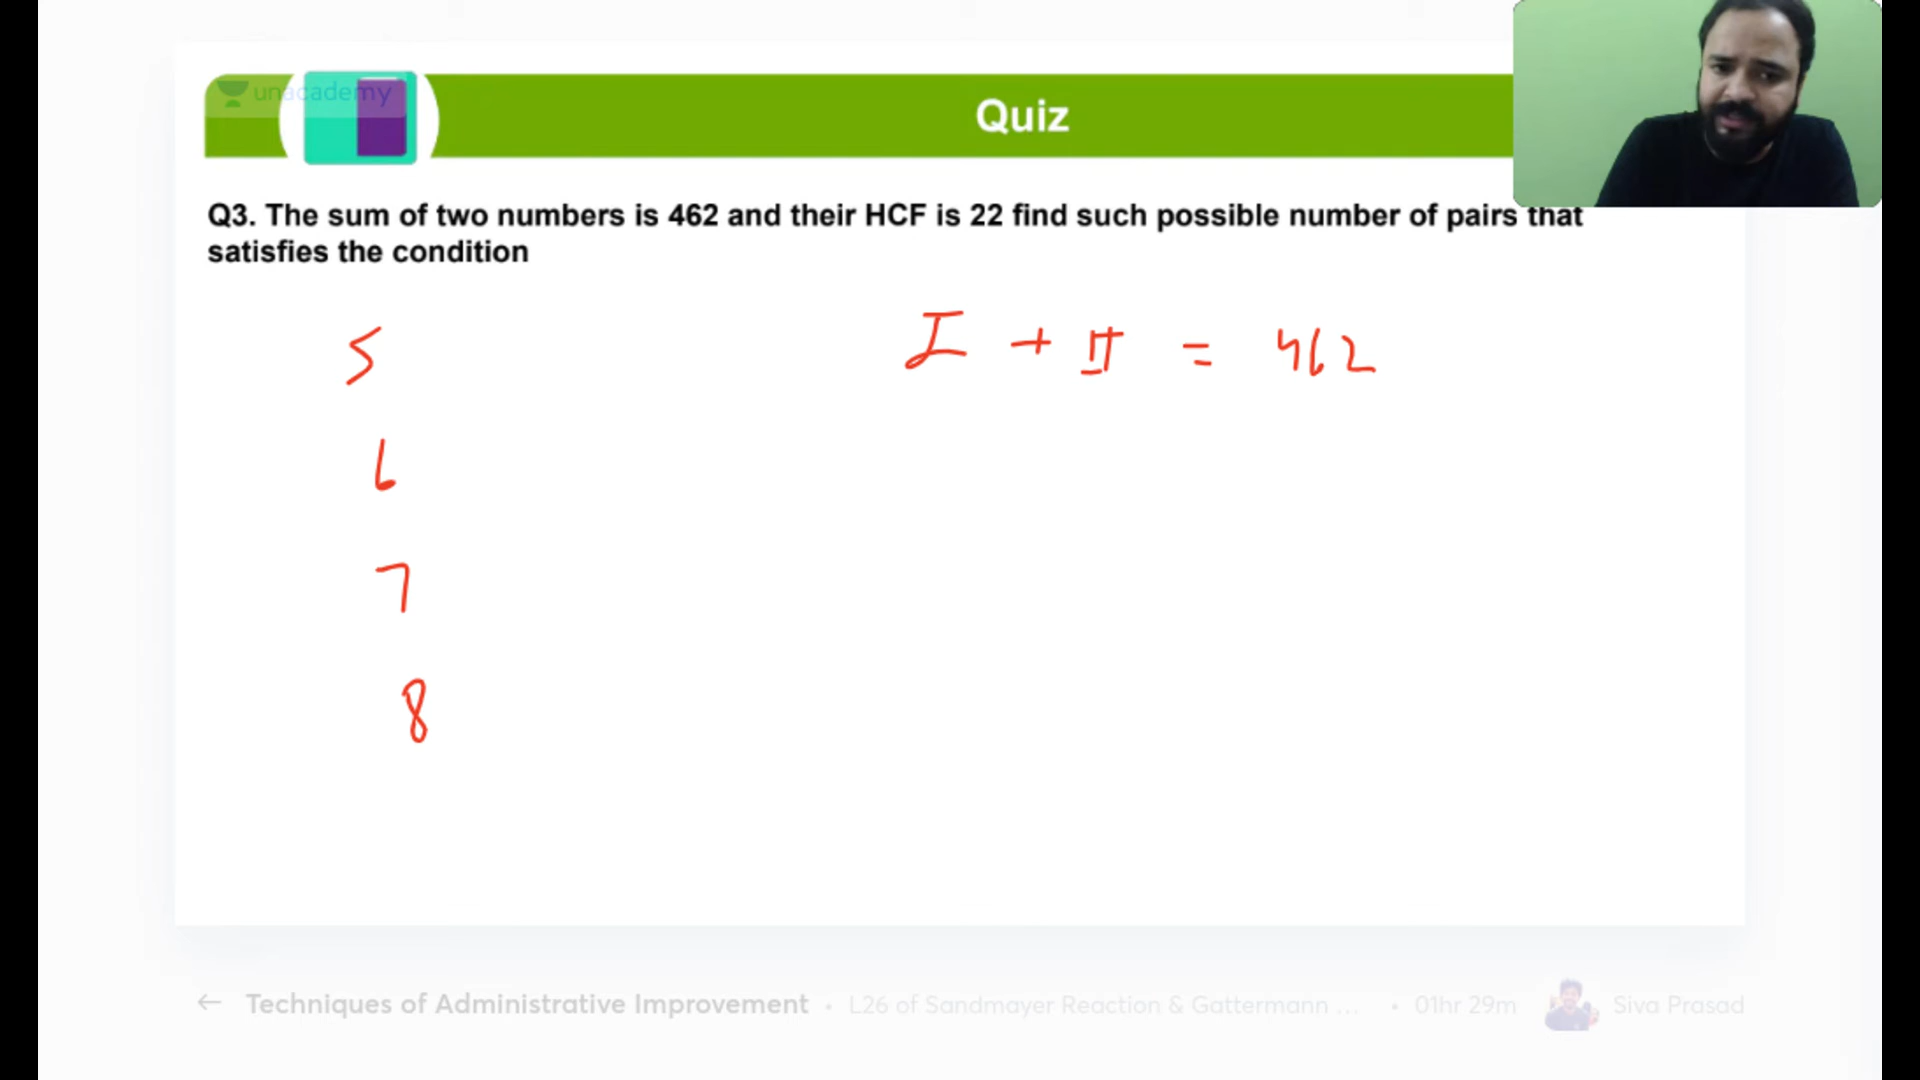 unacademy
Quiz
Q3. The sum of two numbers is 462 and their HCF is 22 find such possible number of pairs that
satisfies the condition
5
I + II = 462
6
7
8
← Techniques of Administrative Improvement • L26 of Sandmayer Reaction & Gattermann ... • 01hr 29m Siva Prasad